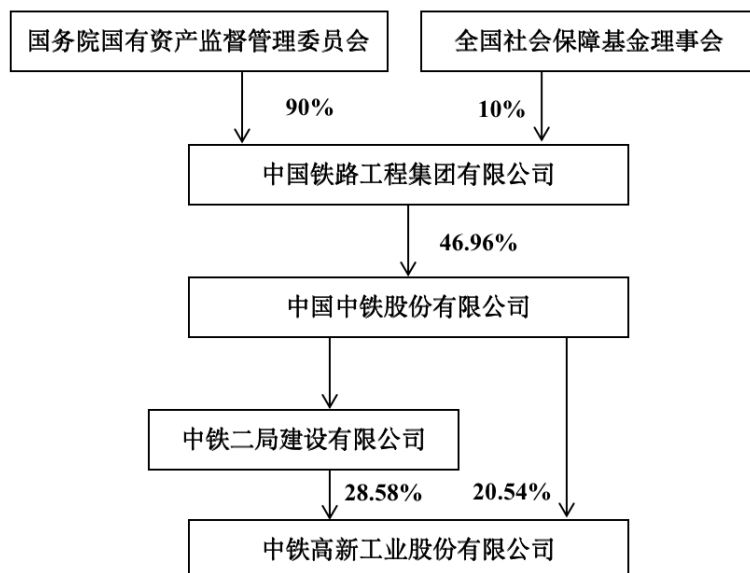 国务院国有资产监督管理委员会
全国社会保障基金理事会
90%
10%
中国铁路工程集团有限公司
46.96%
中国中铁股份有限公司
中铁二局建设有限公司
28.58%
20.54%
中铁高新工业股份有限公司